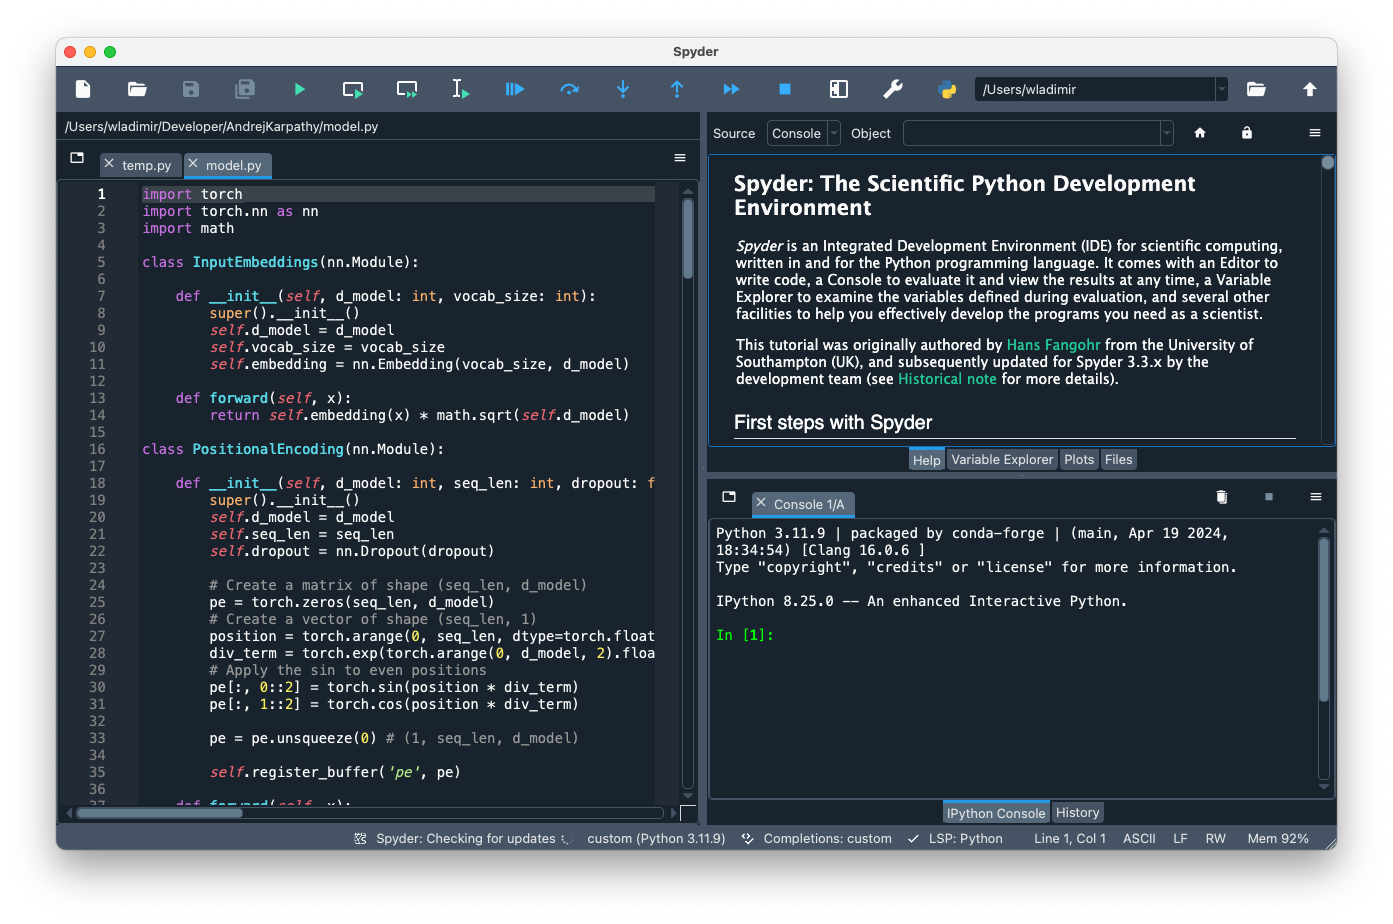 Spyder
/Users/wladimir
/Users/wladimir/Developer/AndrejKarpathy/model.py
temp.py
model.py
1 import torch
2 import torch.nn as nn
3 import math
4
5 class InputEmbeddings(nn.Module):
6
7 def __init__(self, d_model: int, vocab_size: int):
8 super().__init__()
9 self.d_model = d_model
10 self.vocab_size = vocab_size
11 self.embedding = nn.Embedding(vocab_size, d_model)
12
13 def forward(self, x):
14 return self.embedding(x) * math.sqrt(self.d_model)
15
16 class PositionalEncoding(nn.Module):
17
18 def __init__(self, d_model: int, seq_len: int, dropout: f
19 super().__init__()
20 self.d_model = d_model
21 self.seq_len = seq_len
22 self.dropout = nn.Dropout(dropout)
23
24 # Create a matrix of shape (seq_len, d_model)
25 pe = torch.zeros(seq_len, d_model)
26 # Create a vector of shape (seq_len, 1)
27 position = torch.arange(0, seq_len, dtype=torch.float
28 div_term = torch.exp(torch.arange(0, d_model, 2).floa
29 # Apply the sin to even positions
30 pe[:, 0::2] = torch.sin(position * div_term)
31 pe[:, 1::2] = torch.cos(position * div_term)
32
33 pe = pe.unsqueeze(0) # (1, seq_len, d_model)
34
35 self.register_buffer('pe', pe)
36
37 def forward(self, x):
Source Console Object
Spyder: The Scientific Python Development
Environment
Spyder is an Integrated Development Environment (IDE) for scientific computing,
written in and for the Python programming language. It comes with an Editor to
write code, a Console to evaluate it and view the results at any time, a Variable
Explorer to examine the variables defined during evaluation, and several other
facilities to help you effectively develop the programs you need as a scientist.
This tutorial was originally authored by Hans Fangohr from the University of
Southampton (UK), and subsequently updated for Spyder 3.3.x by the
development team (see Historical note for more details).
First steps with Spyder
Help Variable Explorer Plots Files
Console 1/A
Python 3.11.9 | packaged by conda-forge | (main, Apr 19 2024,
18:34:54) [Clang 16.0.6 ]
Type "copyright", "credits" or "license" for more information.
IPython 8.25.0 -- An enhanced Interactive Python.
In [1]:
IPython Console History
Spyder: Checking for updates custom (Python 3.11.9) Completions: custom LSP: Python Line 1, Col 1 ASCII LF RW Mem 92%